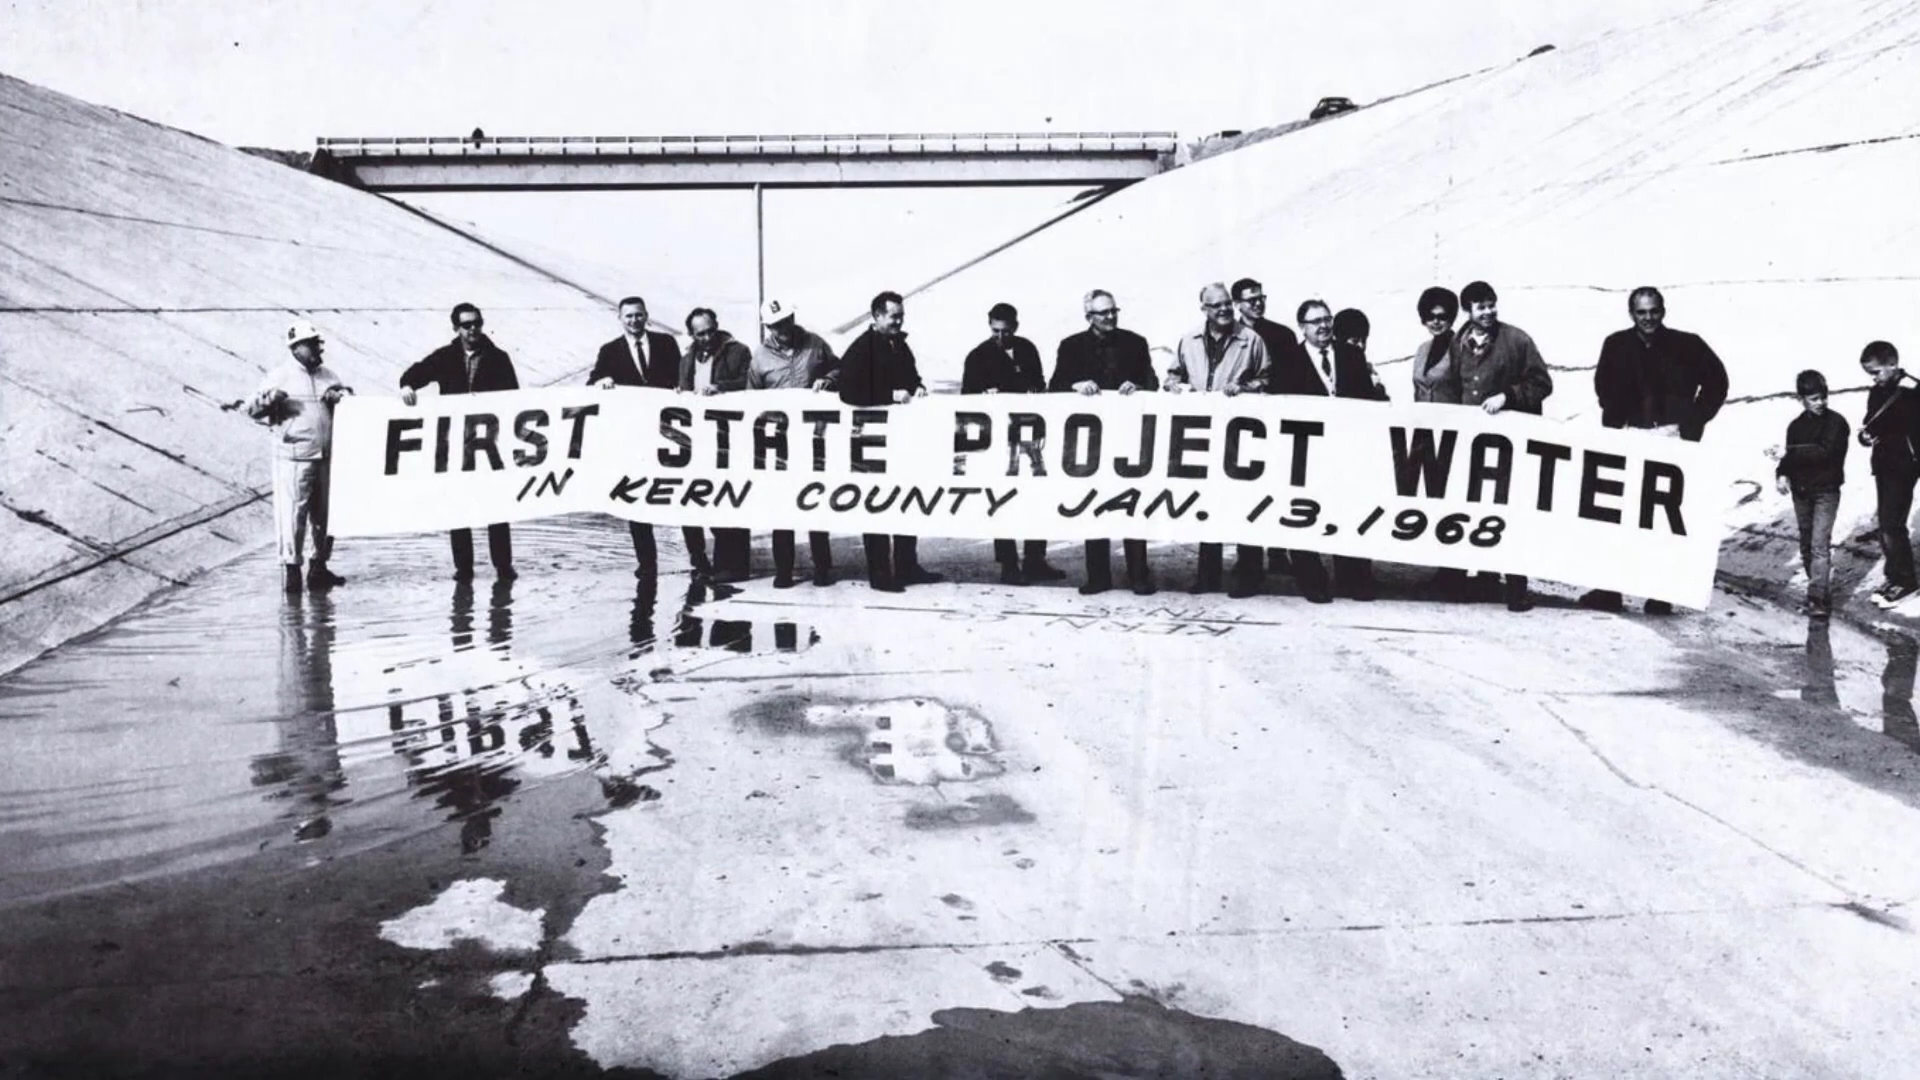 FIRST STATE PROJECT WATER
IN KERN COUNTY JAN. 13, 1968